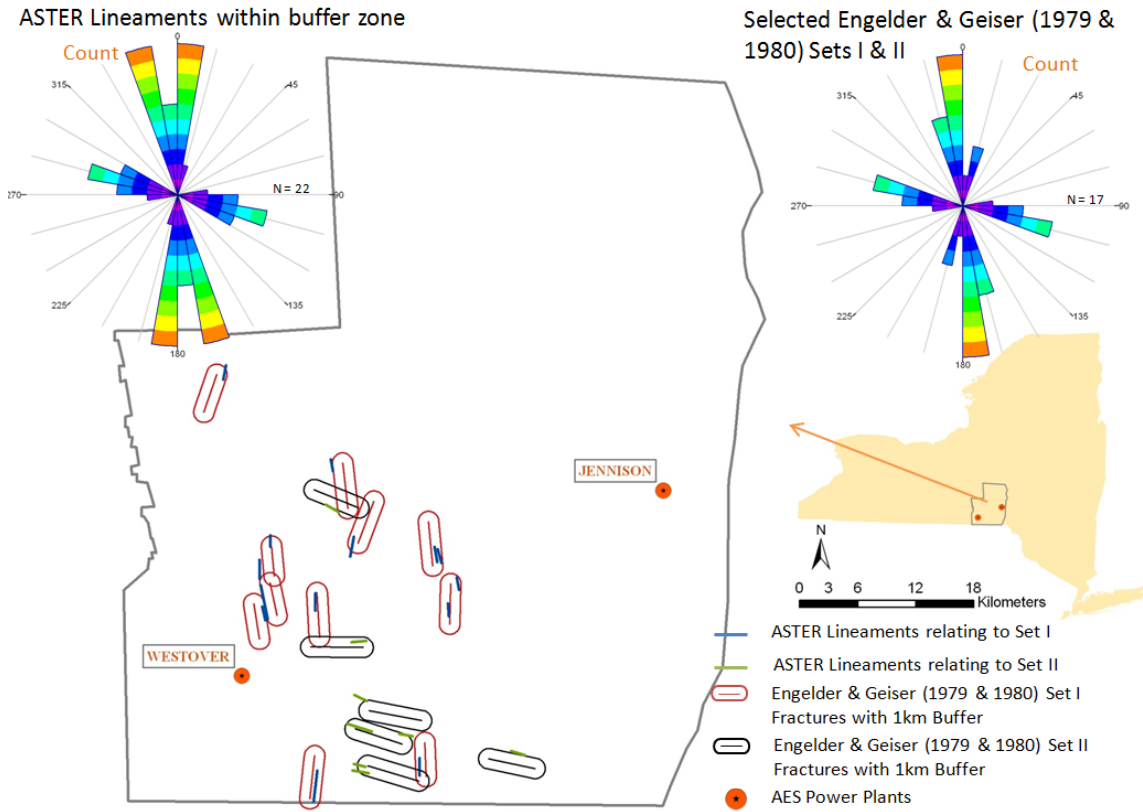 ASTER Lineaments within buffer zone
Count
0
315
45
270
N = 22
90
225
135
180
Selected Engelder & Geiser (1979 &
1980) Sets I & II
0
Count
315
45
270
N = 17
90
225
135
180
JENNISON
WESTOVER
N
0 3 6 12 18
Kilometers
ASTER Lineaments relating to Set I
ASTER Lineaments relating to Set II
Engelder & Geiser (1979 & 1980) Set I
Fractures with 1km Buffer
Engelder & Geiser (1979 & 1980) Set II
Fractures with 1km Buffer
AES Power Plants